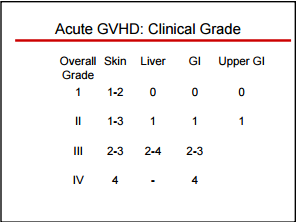 Acute GVHD: Clinical Grade
Overall Skin Liver GI Upper GI
Grade
1 1-2 0 0 0
II 1-3 1 1 1
III 2-3 2-4 2-3
IV 4 - 4